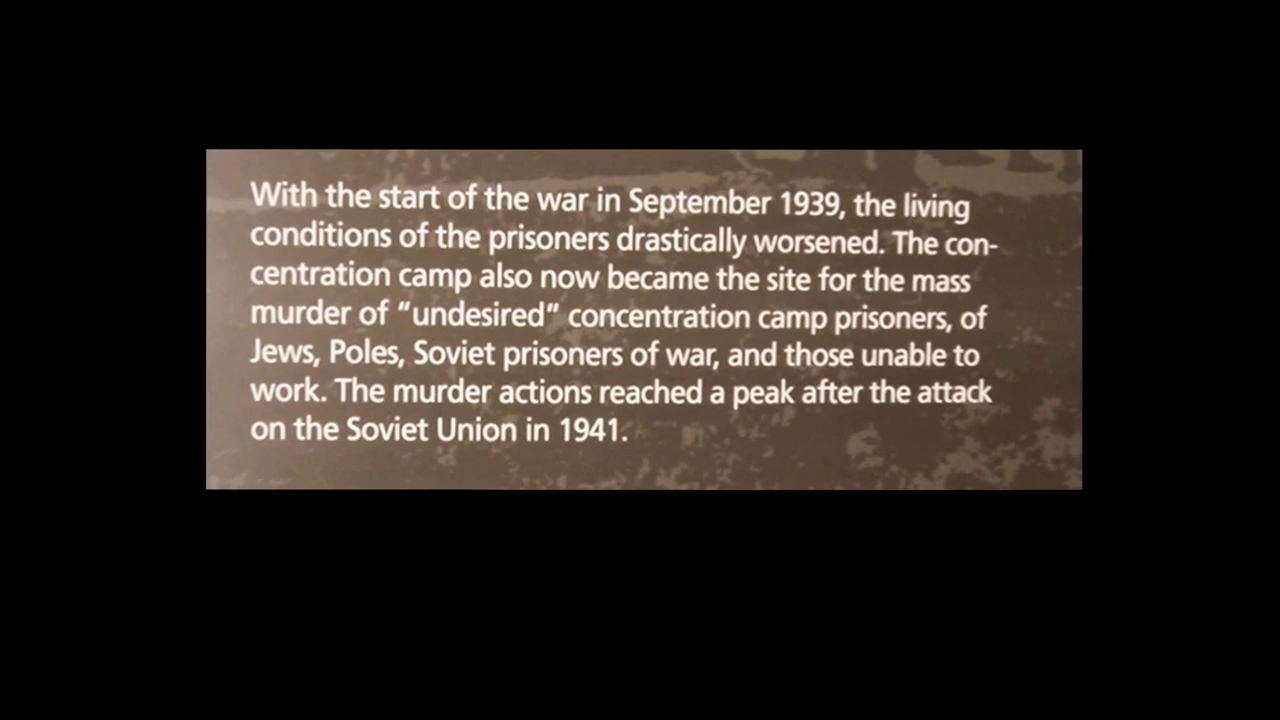 With the start of the war in September 1939, the living
conditions of the prisoners drastically worsened. The con-
centration camp also now became the site for the mass
murder of “undesired” concentration camp prisoners, of
Jews, Poles, Soviet prisoners of war, and those unable to
work. The murder actions reached a peak after the attack
on the Soviet Union in 1941.